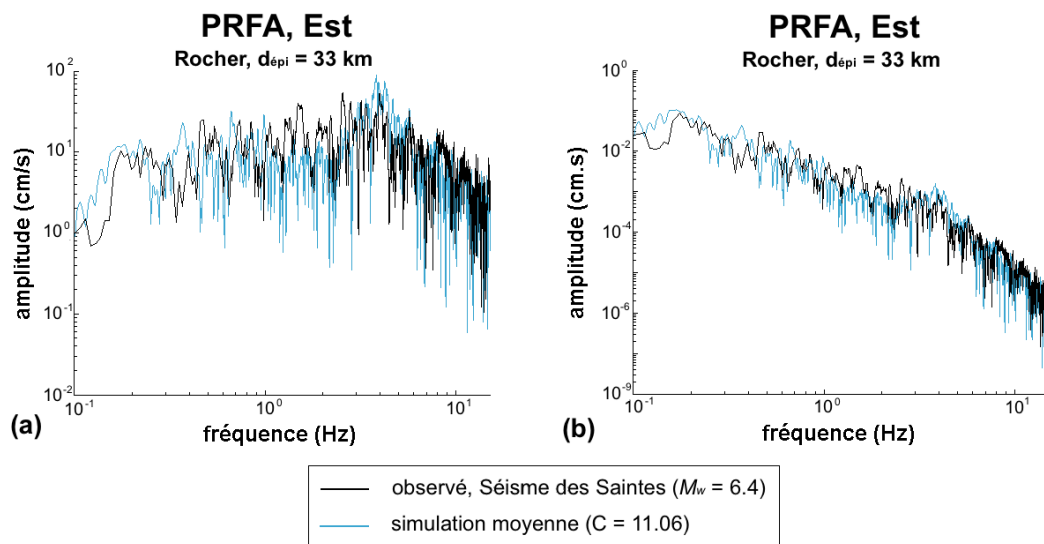 PRFA, Est
Rocher, dépi = 33 km
10²
10¹
10⁰
10⁻¹
10⁻²
amplitude (cm/s)
10⁻¹
10⁰
10¹
fréquence (Hz)
(a)
PRFA, Est
Rocher, dépi = 33 km
10⁰
10⁻²
10⁻⁴
10⁻⁶
10⁻⁹
amplitude (cm.s)
10⁻¹
10⁰
10¹
fréquence (Hz)
(b)
observé, Séisme des Saintes (Mw = 6.4)
simulation moyenne (C = 11.06)